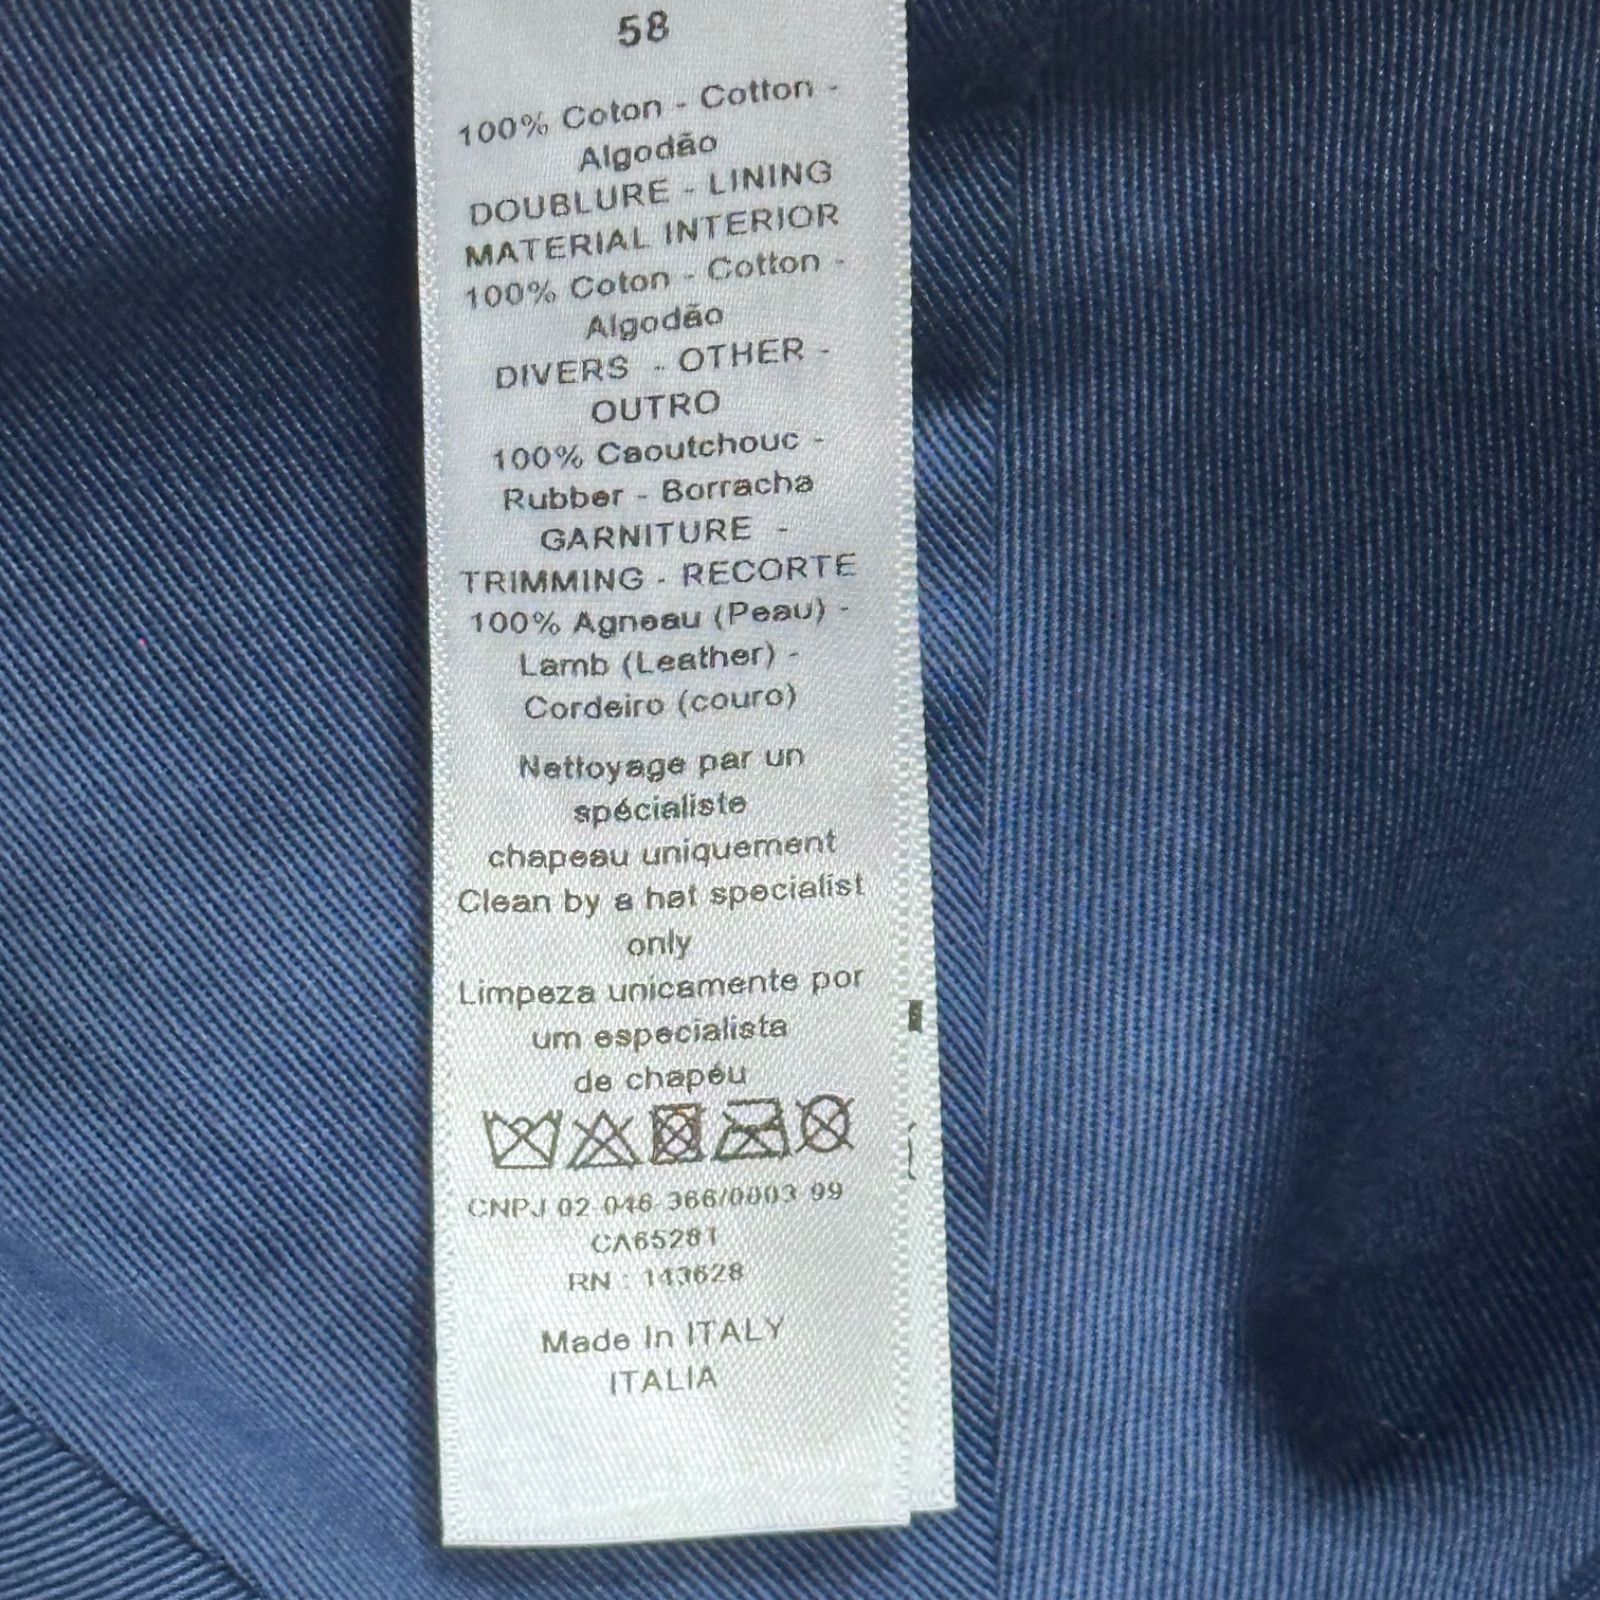 58
100% Coton - Cotton -
Algodão
DOUBLURE - LINING
MATERIAL INTERIOR
100% Coton - Cotton -
Algodão
DIVERS - OTHER -
OUTRO
100% Caoutchouc -
Rubber - Borracha
GARNITURE -
TRIMMING - RECORTE
100% Agneau (Peau) -
Lamb (Leather) -
Cordeiro (couro)
Nettoyage par un
spécialiste
chapeau uniquement
Clean by a hat specialist
only
Limpeza unicamente por
um especialista
de chapéu
CNPJ 02 046 366/0003 99
CA65281
RN : 143628
Made In ITALY
ITALIA